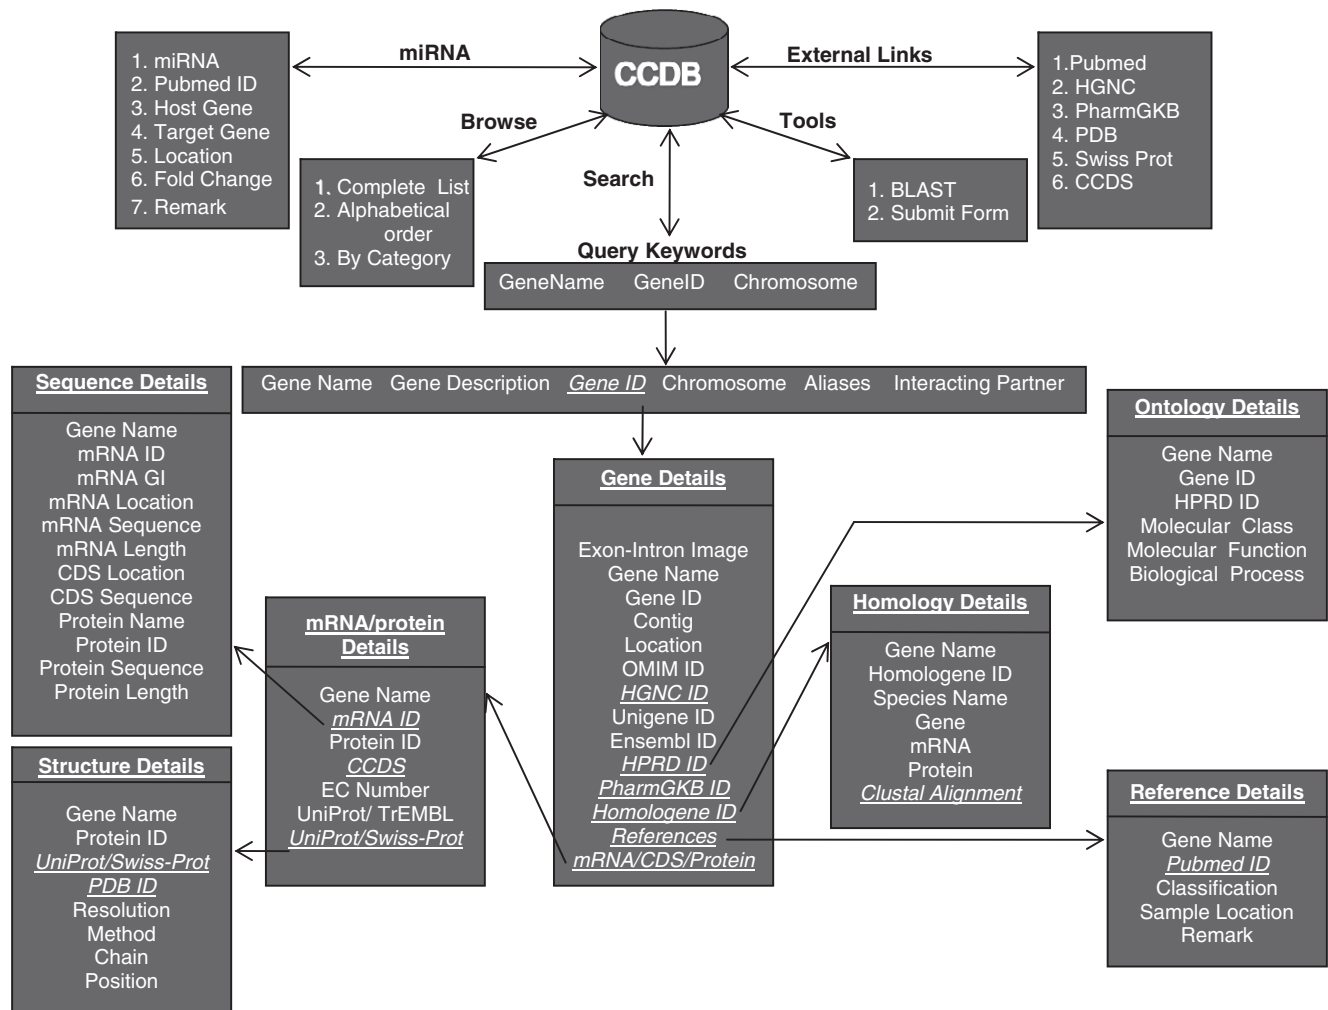 CCDB
miRNA
External Links
Browse
Tools
Search
1. miRNA
2. Pubmed ID
3. Host Gene
4. Target Gene
5. Location
6. Fold Change
7. Remark
1. Complete List
2. Alphabetical
order
3. By Category
1. BLAST
2. Submit Form
1.Pubmed
2. HGNC
3. PharmGKB
4. PDB
5. Swiss Prot
6. CCDS
Query Keywords
GeneName GeneID Chromosome
Gene Name Gene Description Gene ID Chromosome Aliases Interacting Partner
Sequence Details
Gene Name
mRNA ID
mRNA GI
mRNA Location
mRNA Sequence
mRNA Length
CDS Location
CDS Sequence
Protein Name
Protein ID
Protein Sequence
Protein Length
Structure Details
Gene Name
Protein ID
UniProt/Swiss-Prot
PDB ID
Resolution
Method
Chain
Position
mRNA/protein
Details
Gene Name
mRNA ID
Protein ID
CCDS
EC Number
UniProt/ TrEMBL
UniProt/Swiss-Prot
Gene Details
Exon-Intron Image
Gene Name
Gene ID
Contig
Location
OMIM ID
HGNC ID
Unigene ID
Ensembl ID
HPRD ID
PharmGKB ID
Homologene ID
References
mRNA/CDS/Protein
Homology Details
Gene Name
Homologene ID
Species Name
Gene
mRNA
Protein
Clustal Alignment
Ontology Details
Gene Name
Gene ID
HPRD ID
Molecular Class
Molecular Function
Biological Process
Reference Details
Gene Name
Pubmed ID
Classification
Sample Location
Remark